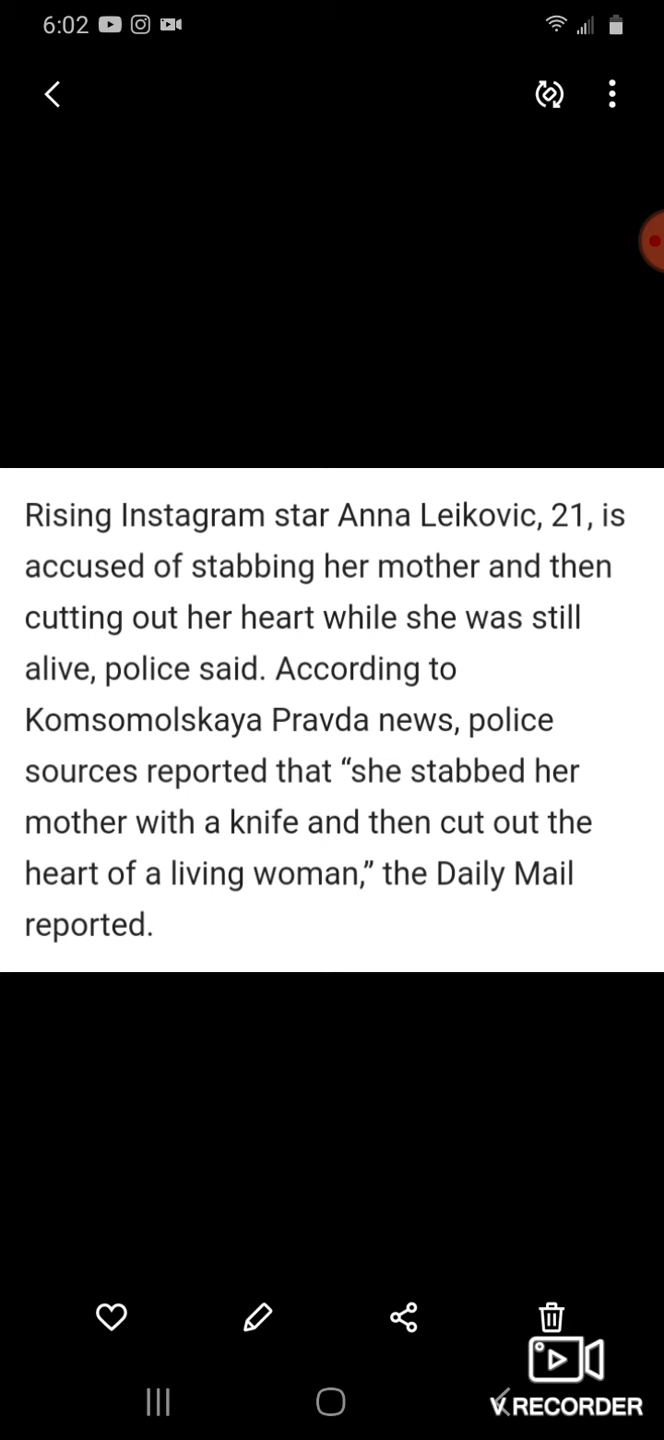 6:02
Rising Instagram star Anna Leikovic, 21, is
accused of stabbing her mother and then
cutting out her heart while she was still
alive, police said. According to
Komsomolskaya Pravda news, police
sources reported that “she stabbed her
mother with a knife and then cut out the
heart of a living woman,” the Daily Mail
reported.
V.RECORDER